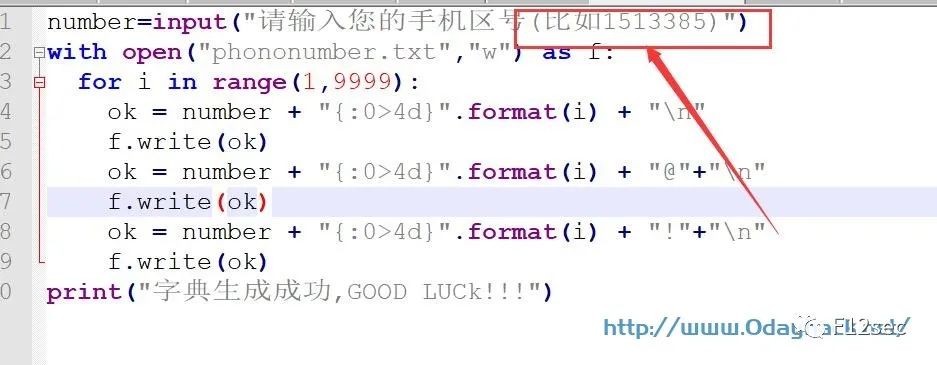 1 number=input("请输入您的手机区号(比如1513385)")
2 with open("phononumber.txt","w") as f:
3 for i in range(1,9999):
4 ok = number + "{:0>4d}".format(i) + "\n"
5 f.write(ok)
6 ok = number + "{:0>4d}".format(i) + "@"+"\n"
7 f.write(ok)
8 ok = number + "{:0>4d}".format(i) + "!"+"\n"
9 f.write(ok)
0 print("字典生成成功,GOOD LUCk!!!")
http://www.0day
F12sec